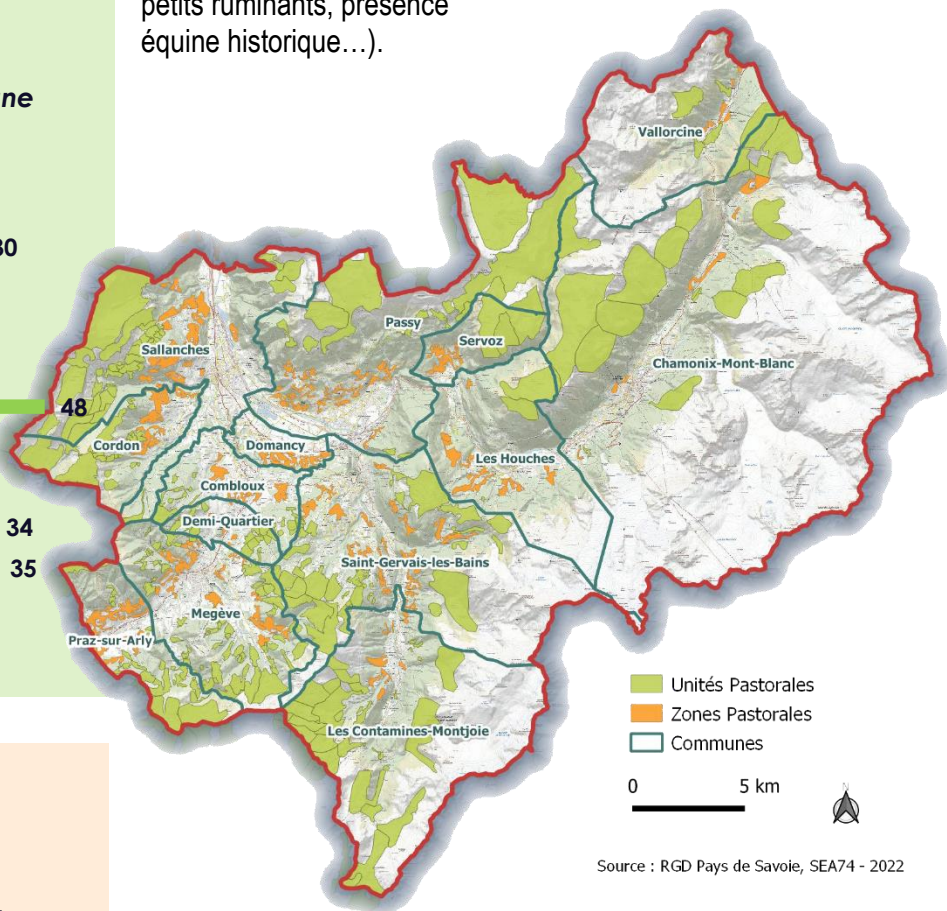 petits ruminants, présence
équine historique…).
ne
30
48
34
35
Vallorcine
Passy
Servoz
Sallanches
Chamonix-Mont-Blanc
Cordon
Domancy
Les Houches
Combloux
Demi-Quartier
Saint-Gervais-les-Bains
Megève
Praz-sur-Arly
Les Contamines-Montjoie
Unités Pastorales
Zones Pastorales
Communes
0 5 km
N
Source : RGD Pays de Savoie, SEA74 - 2022